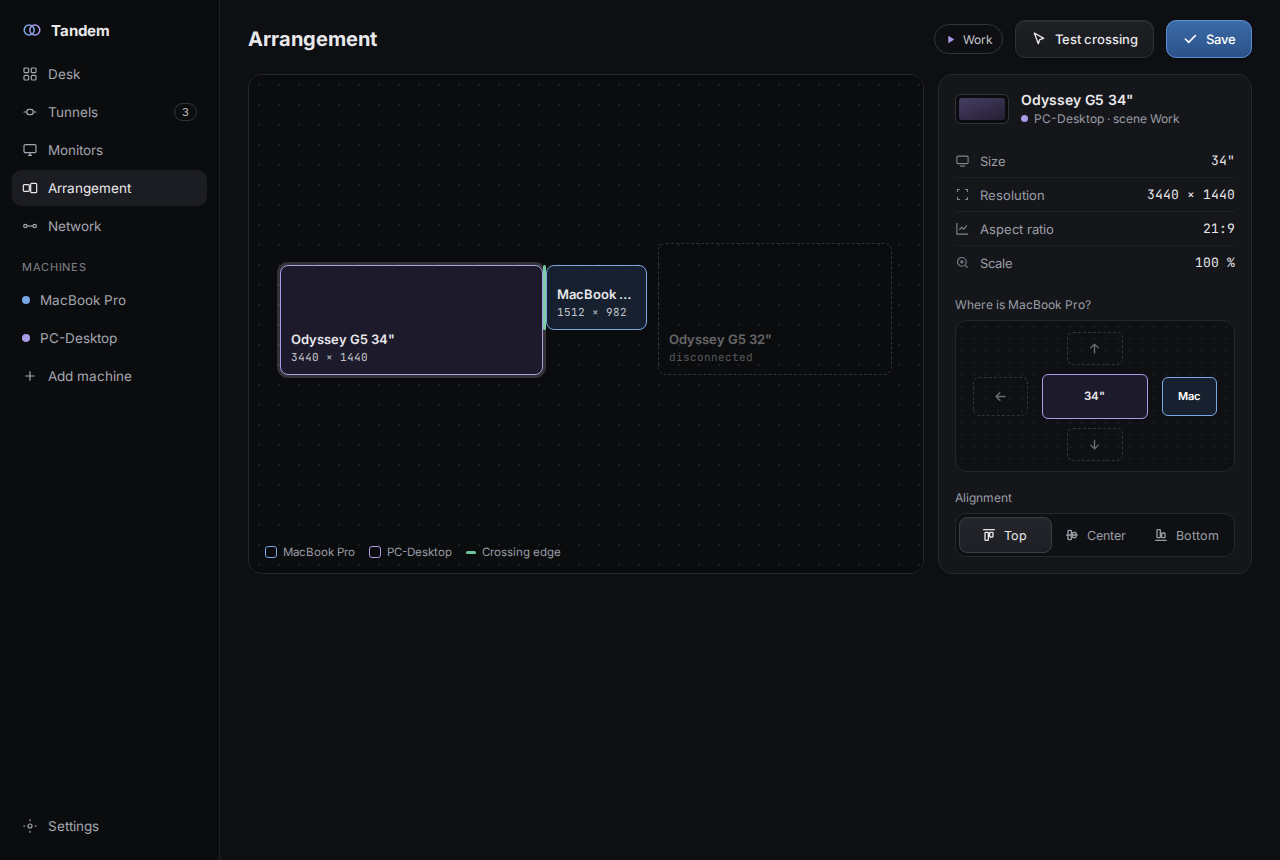 Tandem
Desk
Tunnels 3
Monitors
Arrangement
Network
MACHINES
MacBook Pro
PC-Desktop
Add machine
Settings
Arrangement
Work
Test crossing
Save
Odyssey G5 34"
3440 × 1440
MacBook ...
1512 × 982
Odyssey G5 32"
disconnected
MacBook Pro
PC-Desktop
Crossing edge
Odyssey G5 34"
PC-Desktop · scene Work
Size 34"
Resolution 3440 × 1440
Aspect ratio 21:9
Scale 100 %
Where is MacBook Pro?
34"
Mac
Alignment
Top
Center
Bottom